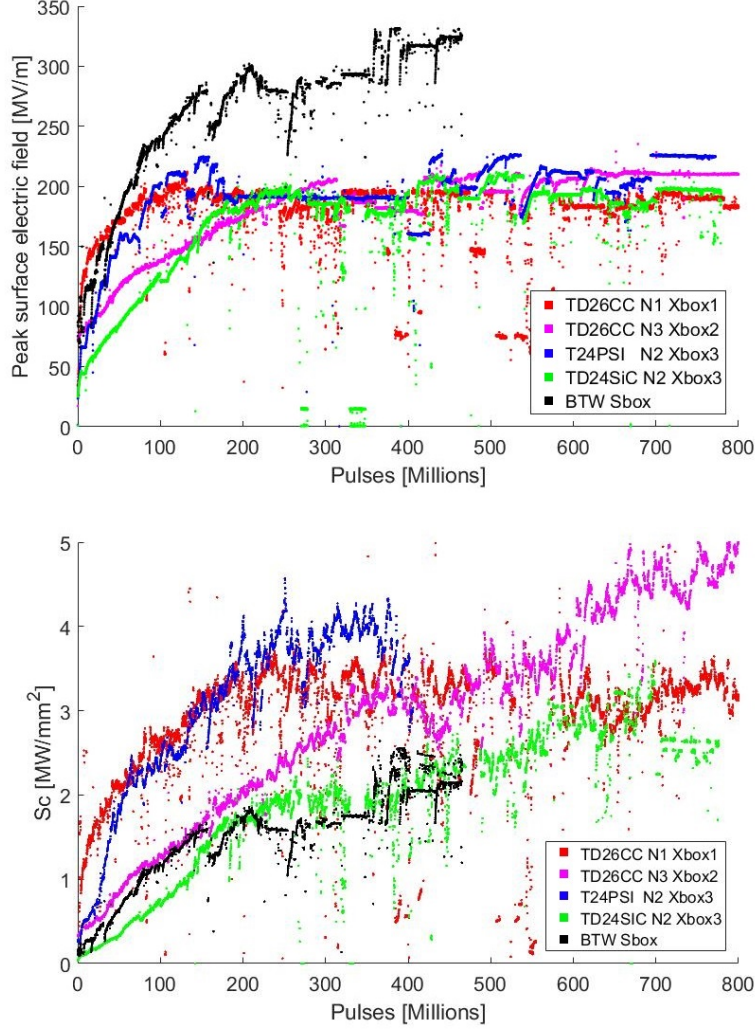 350
300
250
200
150
100
50
0
Peak surface electric field [MV/m]
TD26CC N1 Xbox1
TD26CC N3 Xbox2
T24PSI N2 Xbox3
TD24SiC N2 Xbox3
BTW Sbox
0 100 200 300 400 500 600 700 800
Pulses [Millions]
5
4
3
2
1
0
Sc [MW/mm²]
TD26CC N1 Xbox1
TD26CC N3 Xbox2
T24PSI N2 Xbox3
TD24SIC N2 Xbox3
BTW Sbox
0 100 200 300 400 500 600 700 800
Pulses [Millions]